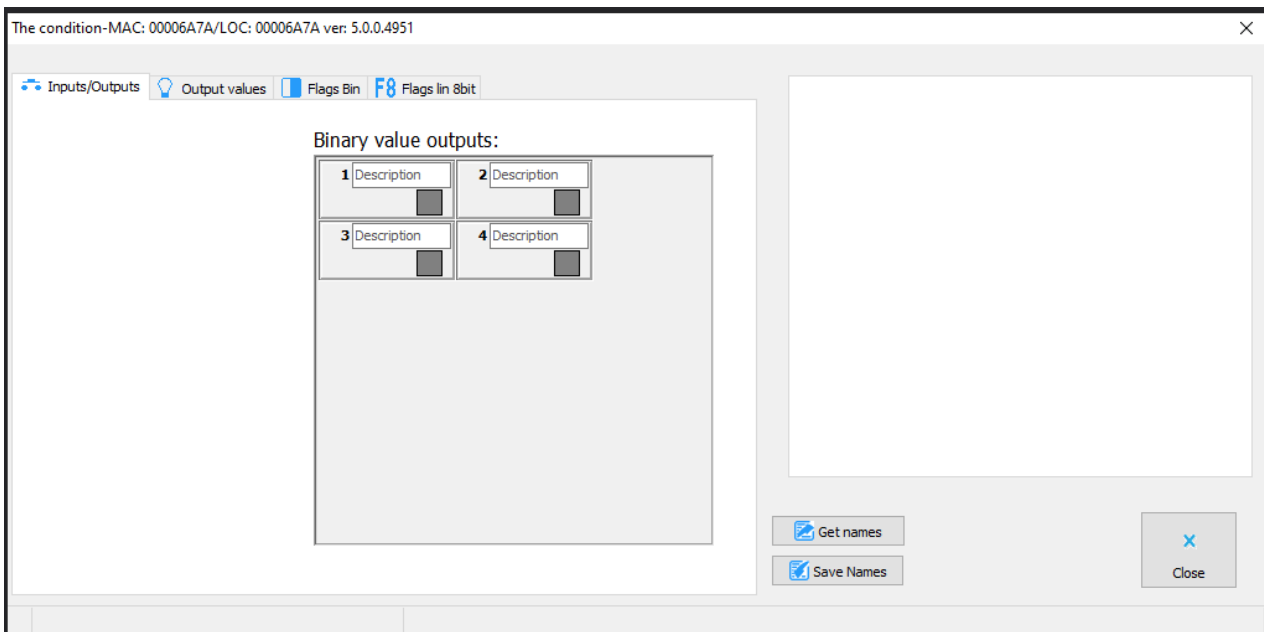 The condition-MAC: 00006A7A/LOC: 00006A7A ver: 5.0.0.4951
Inputs/Outputs Output values Flags Bin F8 Flags lin 8bit
Binary value outputs:
1 Description 2 Description
3 Description 4 Description
Get names
Save Names
Close